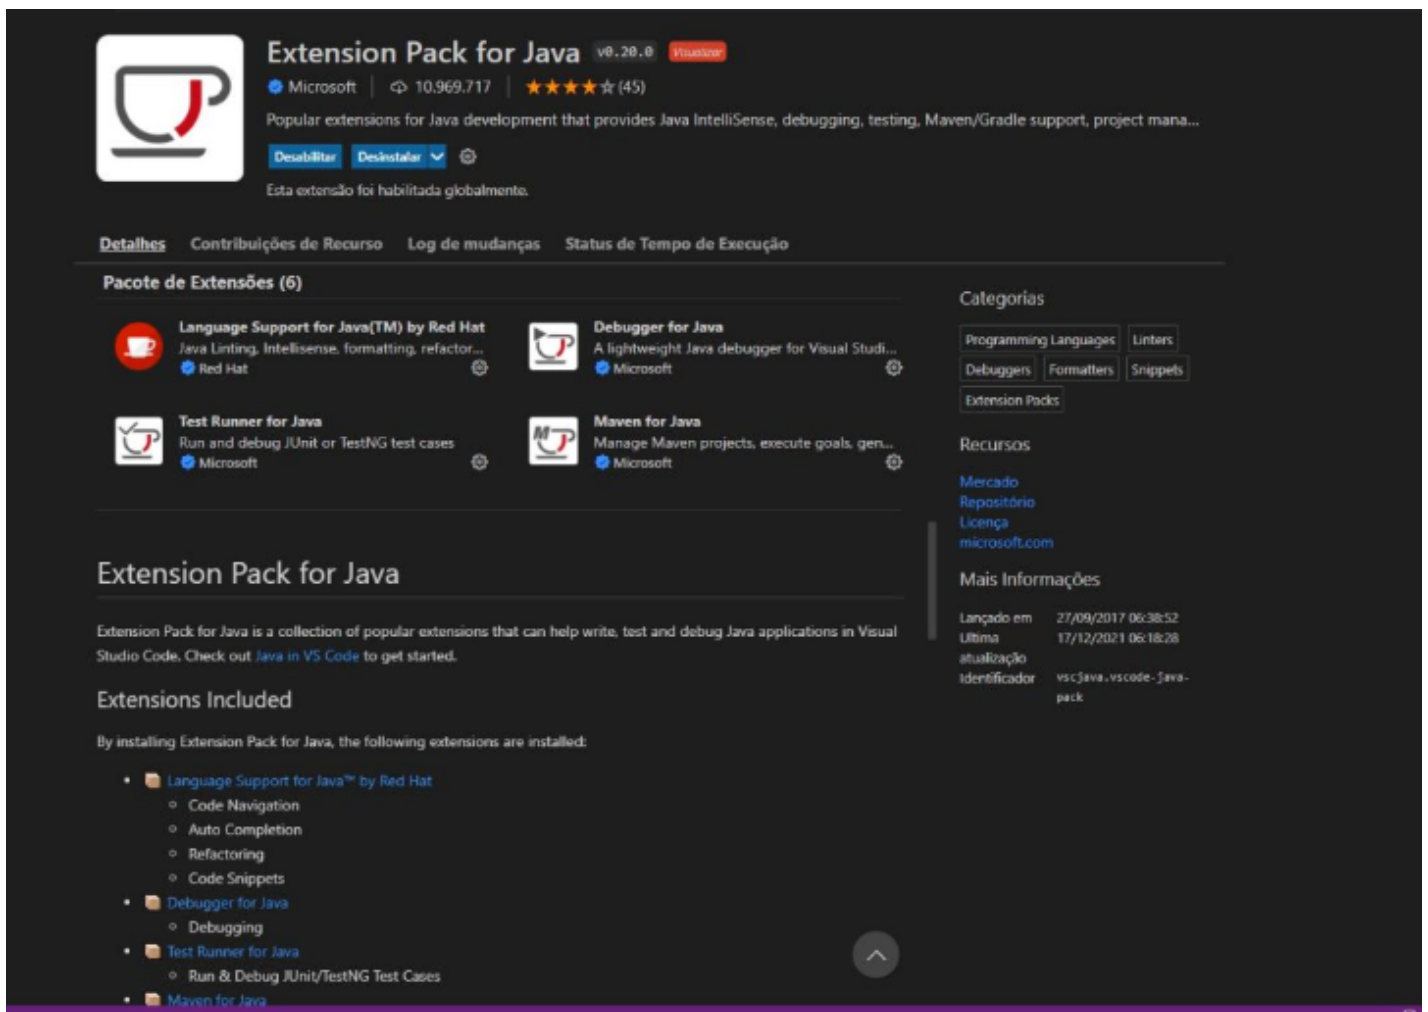 Extension Pack for Java v0.20.0 Visualizar
Microsoft 10.969.717 (45)
Popular extensions for Java development that provides Java IntelliSense, debugging, testing, Maven/Gradle support, project mana...
Desabilitar Desinstalar
Esta extensão foi habilitada globalmente.
Detalhes Contribuições de Recurso Log de mudanças Status de Tempo de Execução
Pacote de Extensões (6)
Language Support for Java(TM) by Red Hat
Java Linting, Intellisense, formatting, refactor...
Red Hat
Debugger for Java
A lightweight Java debugger for Visual Studi...
Microsoft
Test Runner for Java
Run and debug JUnit or TestNG test cases
Microsoft
Maven for Java
Manage Maven projects, execute goals, gen...
Microsoft
Extension Pack for Java
Extension Pack for Java is a collection of popular extensions that can help write, test and debug Java applications in Visual
Studio Code. Check out Java in VS Code to get started.
Extensions Included
By installing Extension Pack for Java, the following extensions are installed:
Language Support for Java™ by Red Hat
Code Navigation
Auto Completion
Refactoring
Code Snippets
Debugger for Java
Debugging
Test Runner for Java
Run & Debug JUnit/TestNG Test Cases
Maven for Java
Categorias
Programming Languages Linters
Debuggers Formatters Snippets
Extension Packs
Recursos
Mercado
Repositório
Licença
microsoft.com
Mais Informações
Lançado em 27/09/2017 06:38:52
Ultima 17/12/2021 06:18:28
atualização
Identificador vscjava.vscode-java-
pack